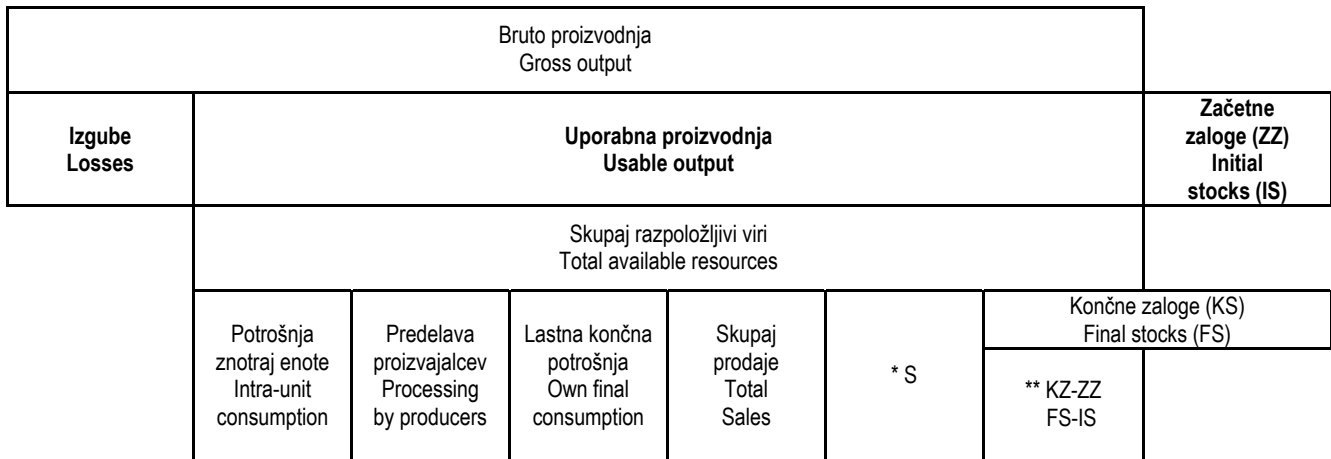 Bruto proizvodnja
Gross output
Izgube
Losses
Uporabna proizvodnja
Usable output
Začetne
zaloge (ZZ)
Initial
stocks (IS)
Skupaj razpoložljivi viri
Total available resources
Potrošnja
znotraj enote
Intra-unit
consumption
Predelava
proizvajalcev
Processing
by producers
Lastna končna
potrošnja
Own final
consumption
Skupaj
prodaje
Total
Sales
* S
Končne zaloge (KS)
Final stocks (FS)
** KZ-ZZ
FS-IS